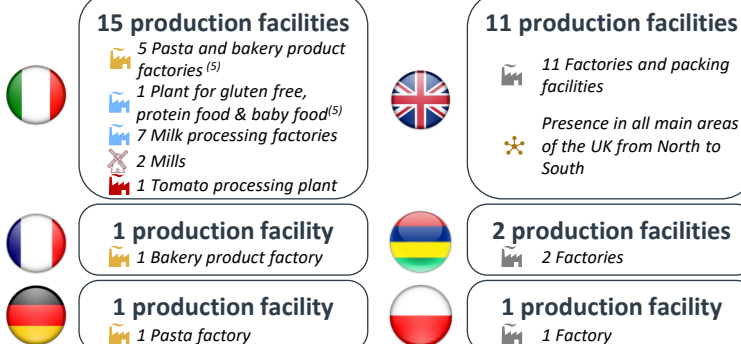 15 production facilities
5 Pasta and bakery product
factories (5)
1 Plant for gluten free,
protein food & baby food(5)
7 Milk processing factories
2 Mills
1 Tomato processing plant
11 production facilities
11 Factories and packing
facilities
Presence in all main areas
of the UK from North to
South
1 production facility
1 Bakery product factory
2 production facilities
2 Factories
1 production facility
1 Pasta factory
1 production facility
1 Factory